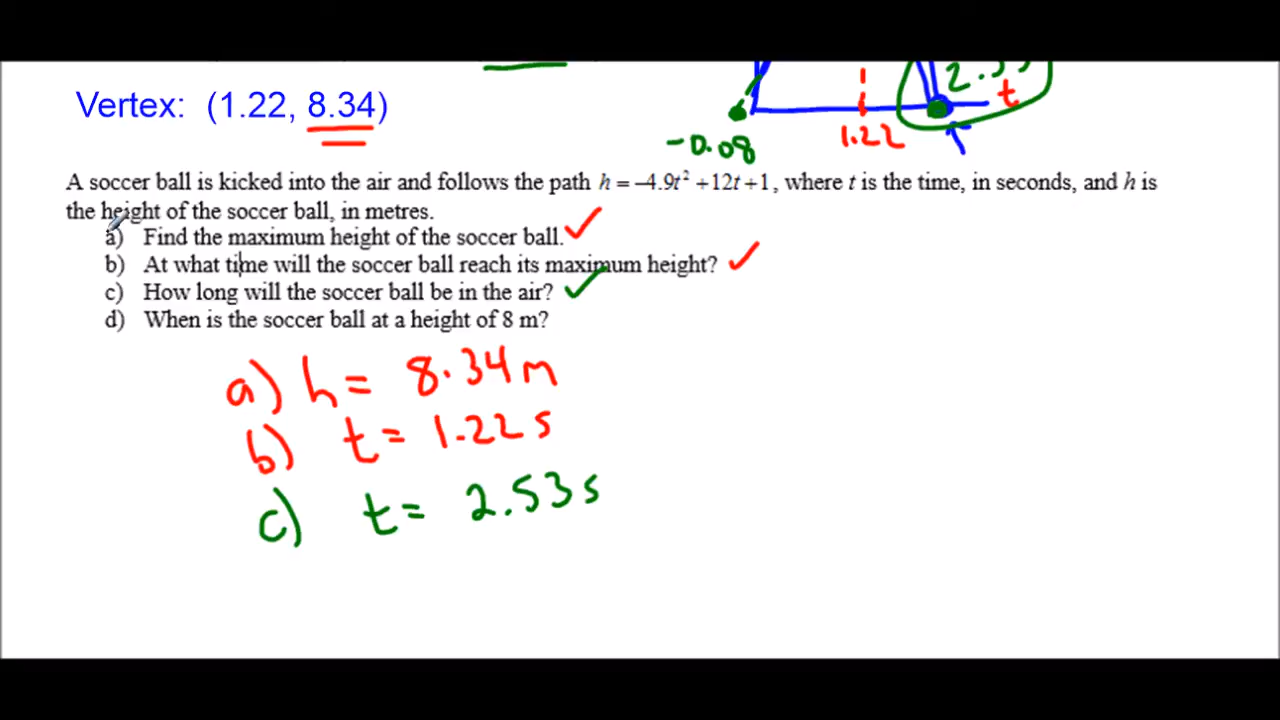 2.53
t
Vertex: (1.22, 8.34)
-0.08
1.22
A soccer ball is kicked into the air and follows the path h = –4.9t² +12t +1, where t is the time, in seconds, and h is
the height of the soccer ball, in metres.
a) Find the maximum height of the soccer ball.
b) At what time will the soccer ball reach its maximum height?
c) How long will the soccer ball be in the air?
d) When is the soccer ball at a height of 8 m?
a) h = 8.34m
b) t = 1.22s
c) t = 2.53s